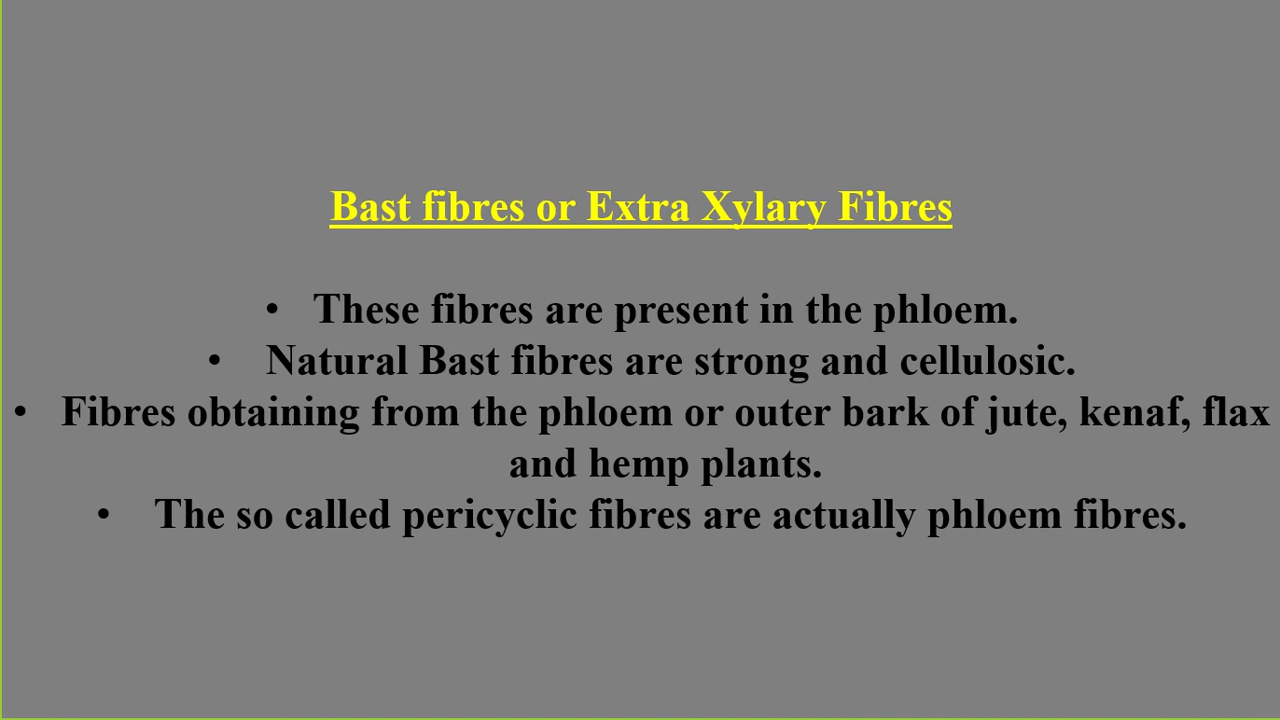 Bast fibres or Extra Xylary Fibres
• These fibres are present in the phloem.
• Natural Bast fibres are strong and cellulosic.
• Fibres obtaining from the phloem or outer bark of jute, kenaf, flax
and hemp plants.
• The so called pericyclic fibres are actually phloem fibres.